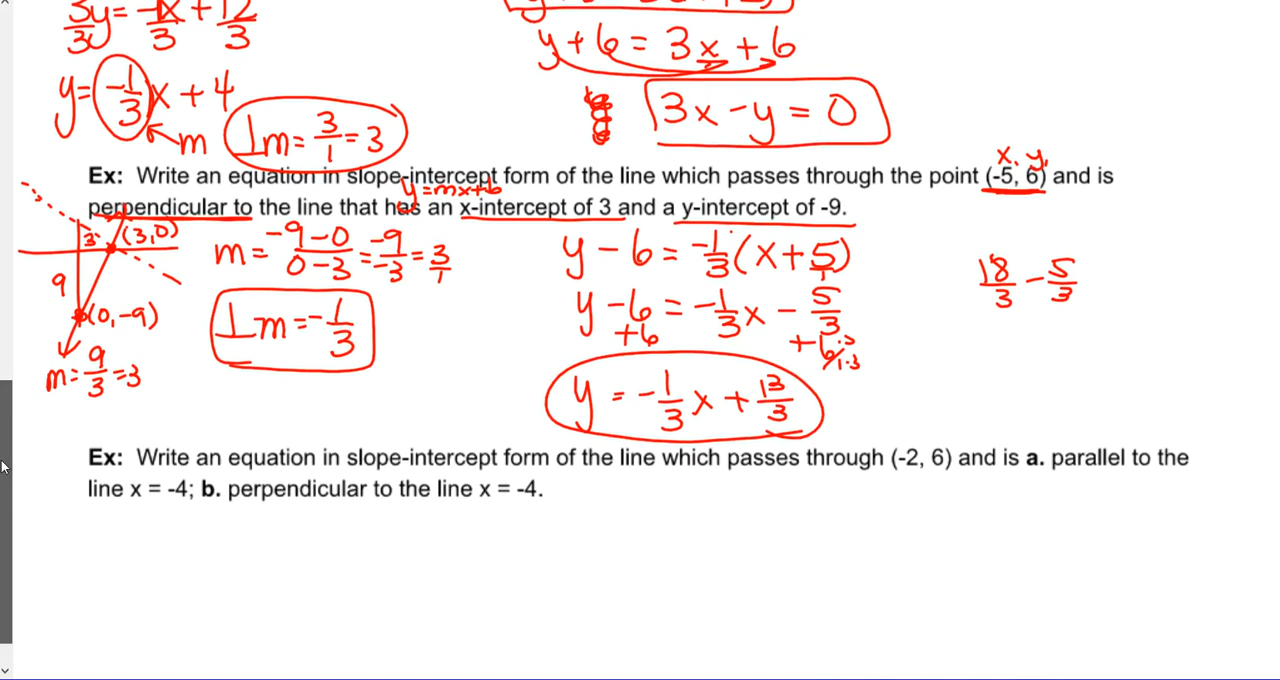 3y/3 = -1x/3 + 12/3
y + 6 = 3x + 6
y = -1/3 x + 4
m
⊥m = 3/1 = 3
3x - y = 0
x, y,
Ex: Write an equation in slope-intercept form of the line which passes through the point (-5, 6) and is
y = mx + b
perpendicular to the line that has an x-intercept of 3 and a y-intercept of -9.
3
(3,0)
m = -9-0/0-3 = -9/-3 = 3/1
y - 6 = -1/3 (x + 5)
18/3 - 5/3
9
(0,-9)
⊥m = -1/3
y - 6 = -1/3 x - 5/3
+6
m = 9/3 = 3
y = -1/3 x + 13/3
Ex: Write an equation in slope-intercept form of the line which passes through (-2, 6) and is a. parallel to the
line x = -4; b. perpendicular to the line x = -4.